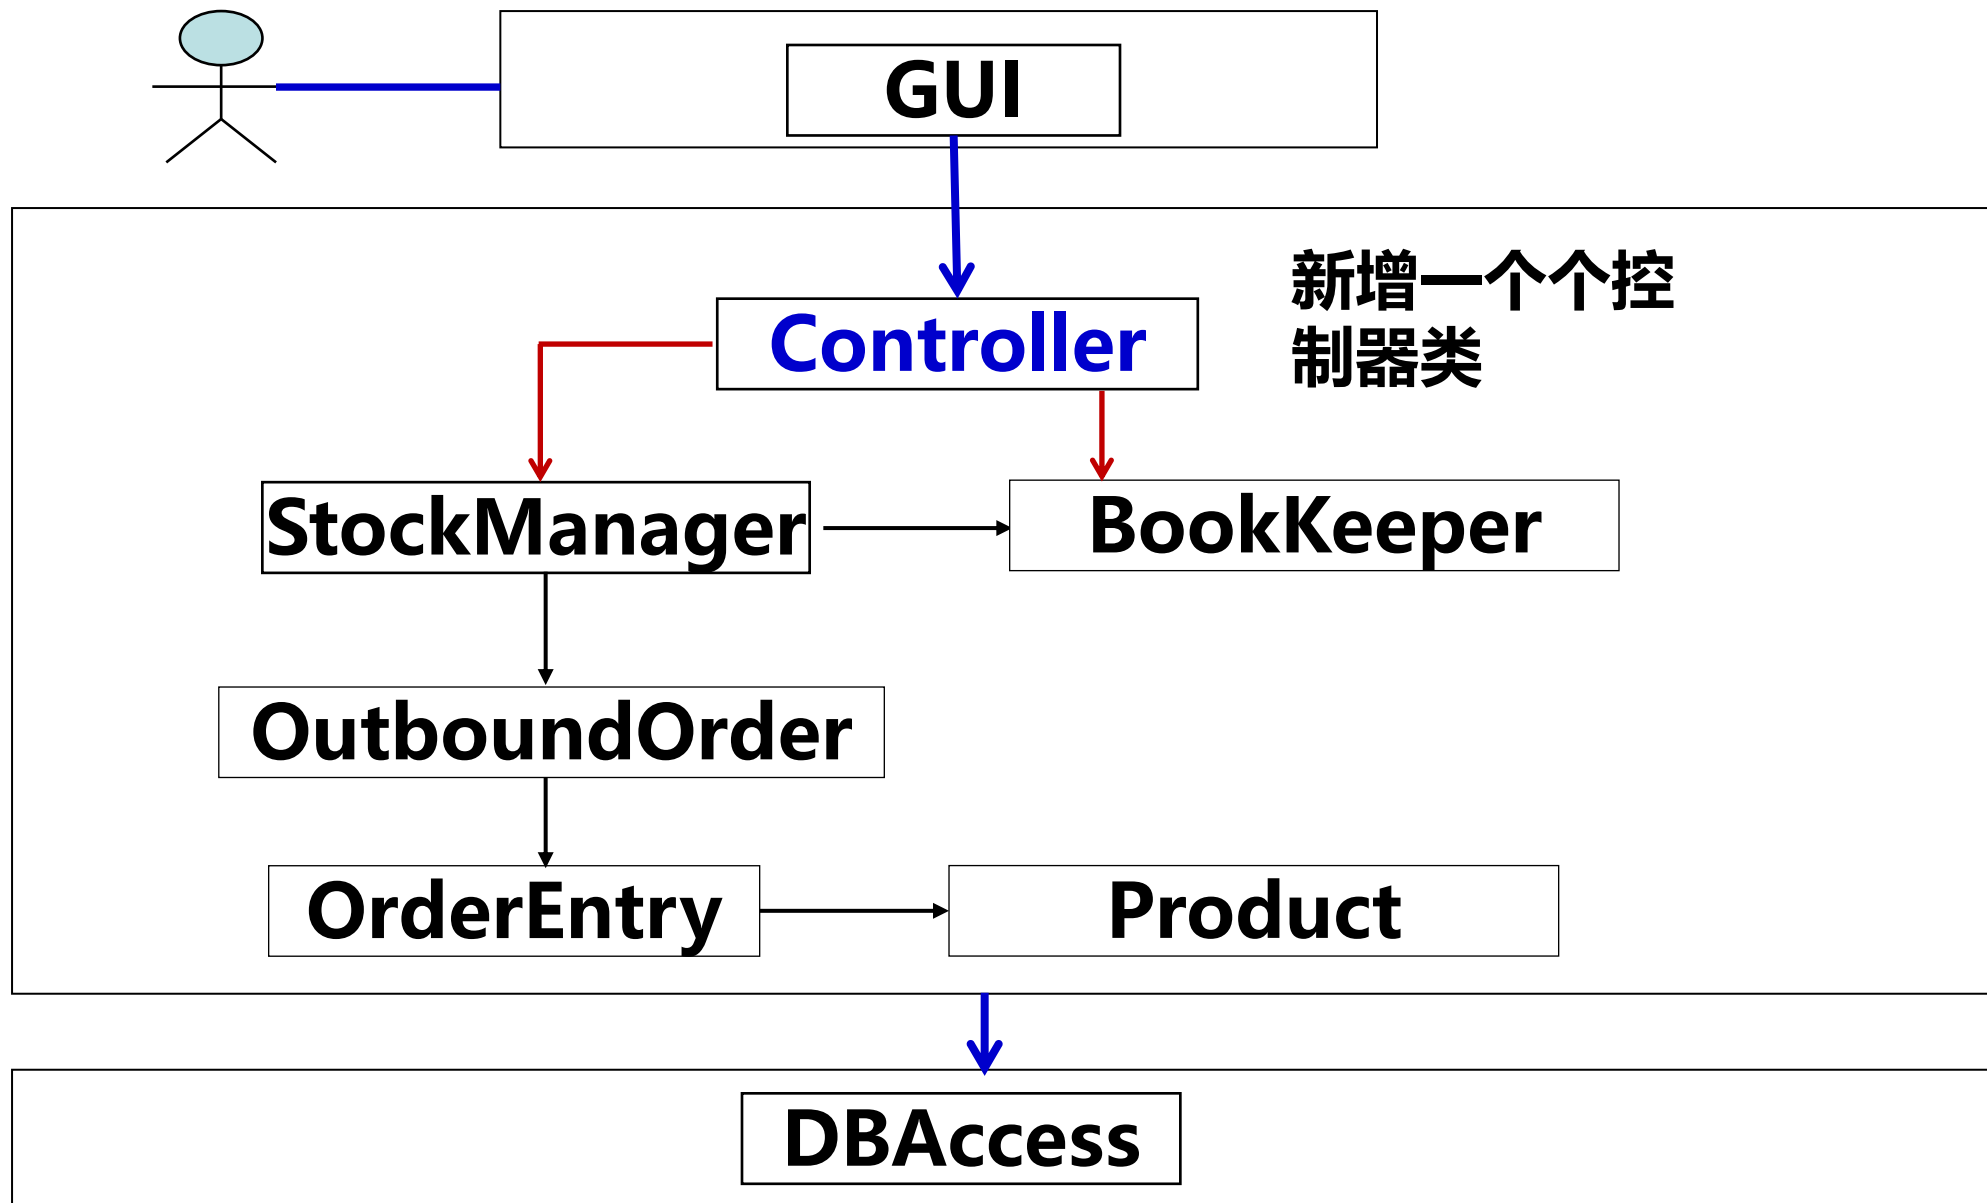 GUI
新增一个个控
制器类
Controller
StockManager
BookKeeper
OutboundOrder
OrderEntry
Product
DBAccess